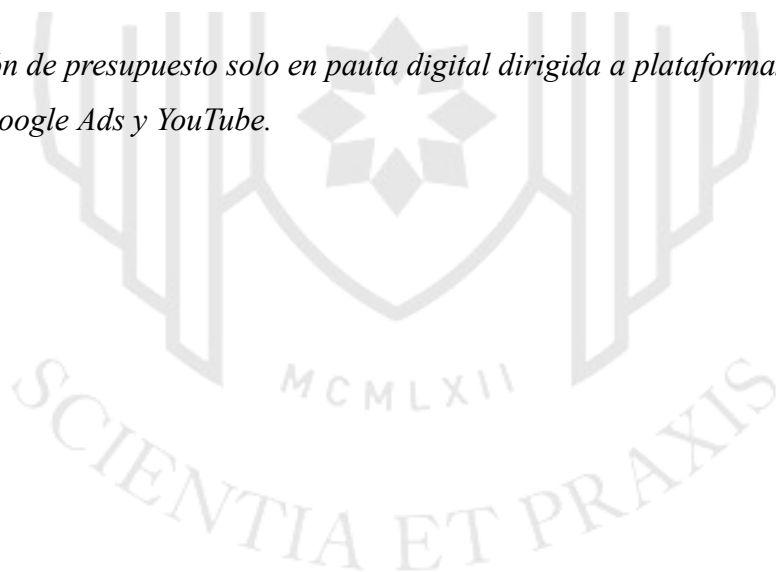 ón de presupuesto solo en pauta digital dirigida a plataforma
oogle Ads y YouTube.
MCMLXII
SCIENTIA ET PRAXIS